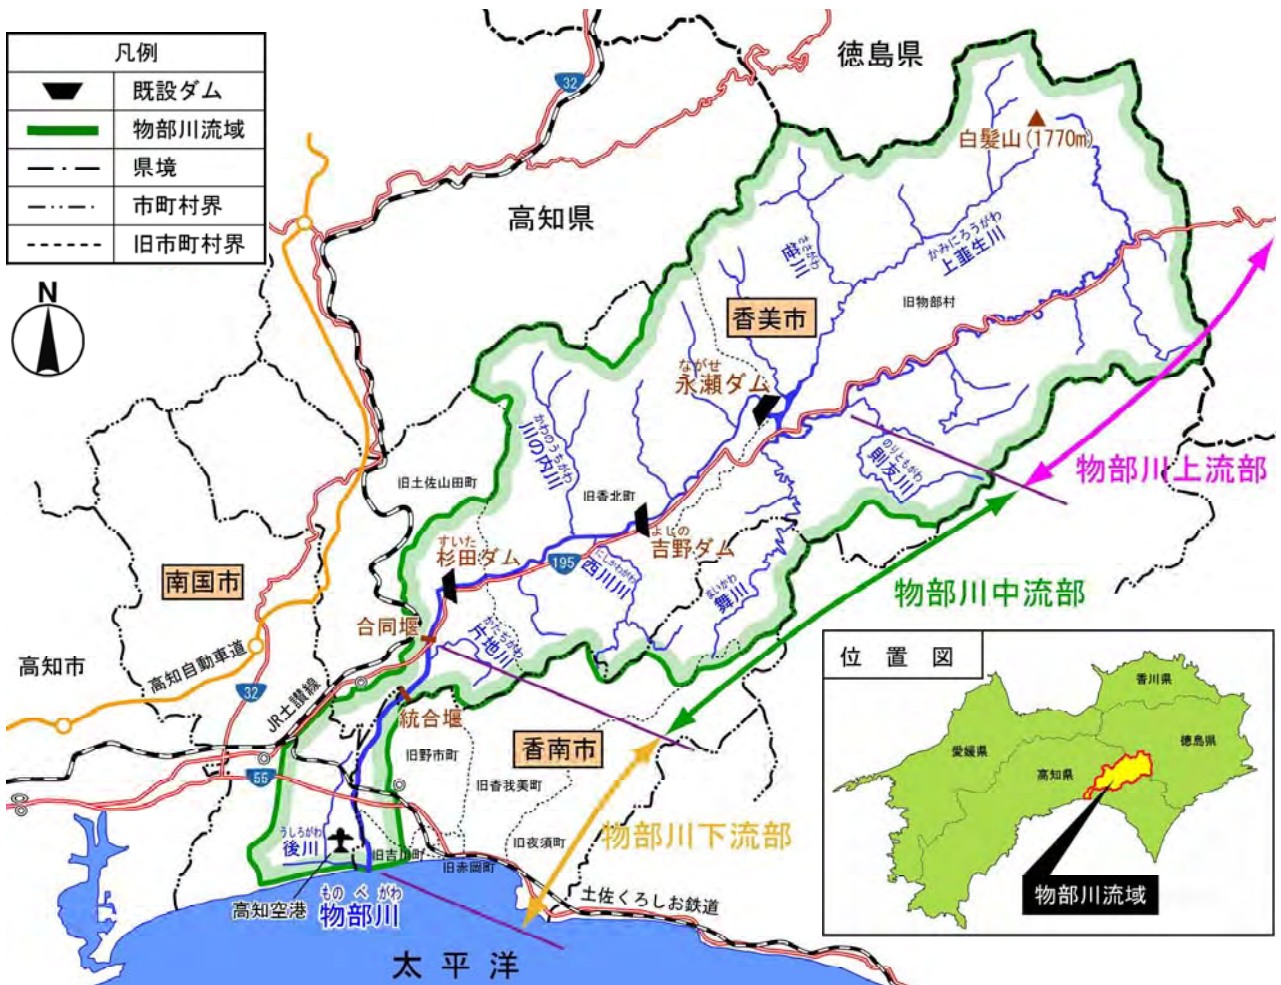 凡例
既設ダム
物部川流域
県境
市町村界
旧市町村界
N
32
徳島県
高知県
白髪山(1770m)
ささがわ
笹川
かみにろうがわ
上韮生川
旧物部村
香美市
ながせ
永瀬ダム
かわのうちがわ
川の内川
のりともがわ
則友川
物部川上流部
旧土佐山田町
旧香北町
よしの
吉野ダム
すいた
杉田ダム
195
にしかわがわ
西川川
まいかわ
舞川
物部川中流部
南国市
合同堰
かたちがわ
片地川
高知市
高知自動車道
32
JR土讃線
統合堰
旧野市町
香南市
55
旧香我美町
物部川下流部
うしろがわ
後川
旧吉川町
旧赤岡町
旧夜須町
高知空港
ものべがわ
物部川
土佐くろしお鉄道
太平洋
位置図
香川県
徳島県
愛媛県
高知県
物部川流域